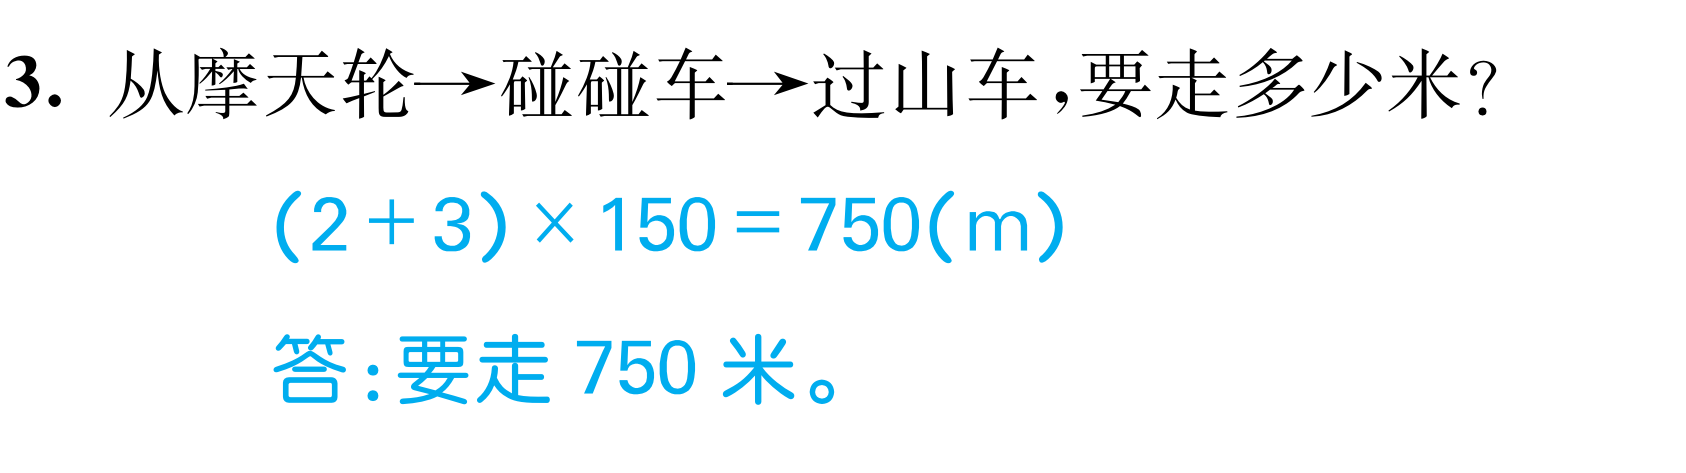 3. 从摩天轮→碰碰车→过山车,要走多少米?
(2+3)×150=750(m)
答:要走 750 米。